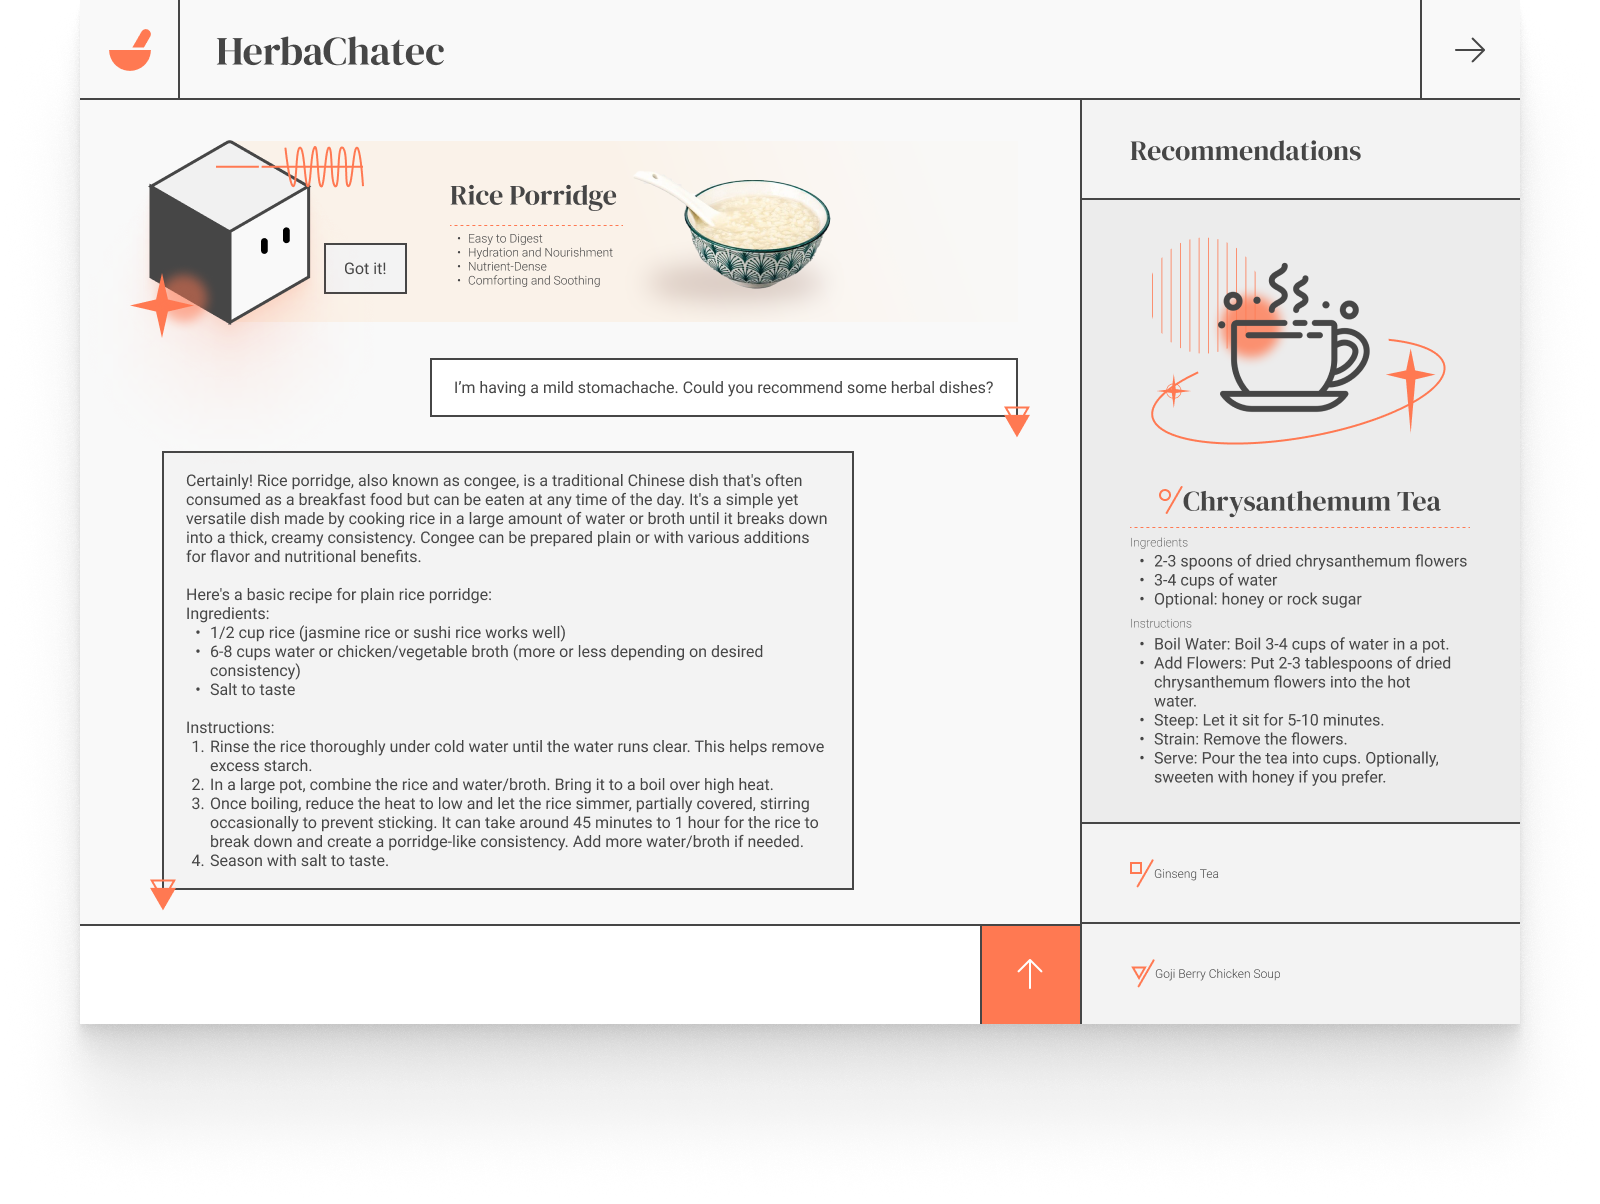 HerbaChatec
Rice Porridge
• Easy to Digest
• Hydration and Nourishment
• Nutrient-Dense
• Comforting and Soothing
Got it!
I'm having a mild stomachache. Could you recommend some herbal dishes?
Certainly! Rice porridge, also known as congee, is a traditional Chinese dish that's often
consumed as a breakfast food but can be eaten at any time of the day. It's a simple yet
versatile dish made by cooking rice in a large amount of water or broth until it breaks down
into a thick, creamy consistency. Congee can be prepared plain or with various additions
for flavor and nutritional benefits.
Here's a basic recipe for plain rice porridge:
Ingredients:
• 1/2 cup rice (jasmine rice or sushi rice works well)
• 6-8 cups water or chicken/vegetable broth (more or less depending on desired
consistency)
• Salt to taste
Instructions:
1. Rinse the rice thoroughly under cold water until the water runs clear. This helps remove
excess starch.
2. In a large pot, combine the rice and water/broth. Bring it to a boil over high heat.
3. Once boiling, reduce the heat to low and let the rice simmer, partially covered, stirring
occasionally to prevent sticking. It can take around 45 minutes to 1 hour for the rice to
break down and create a porridge-like consistency. Add more water/broth if needed.
4. Season with salt to taste.
Recommendations
Chrysanthemum Tea
Ingredients
• 2-3 spoons of dried chrysanthemum flowers
• 3-4 cups of water
• Optional: honey or rock sugar
Instructions
• Boil Water: Boil 3-4 cups of water in a pot.
• Add Flowers: Put 2-3 tablespoons of dried
chrysanthemum flowers into the hot
water.
• Steep: Let it sit for 5-10 minutes.
• Strain: Remove the flowers.
• Serve: Pour the tea into cups. Optionally,
sweeten with honey if you prefer.
Ginseng Tea
Goji Berry Chicken Soup